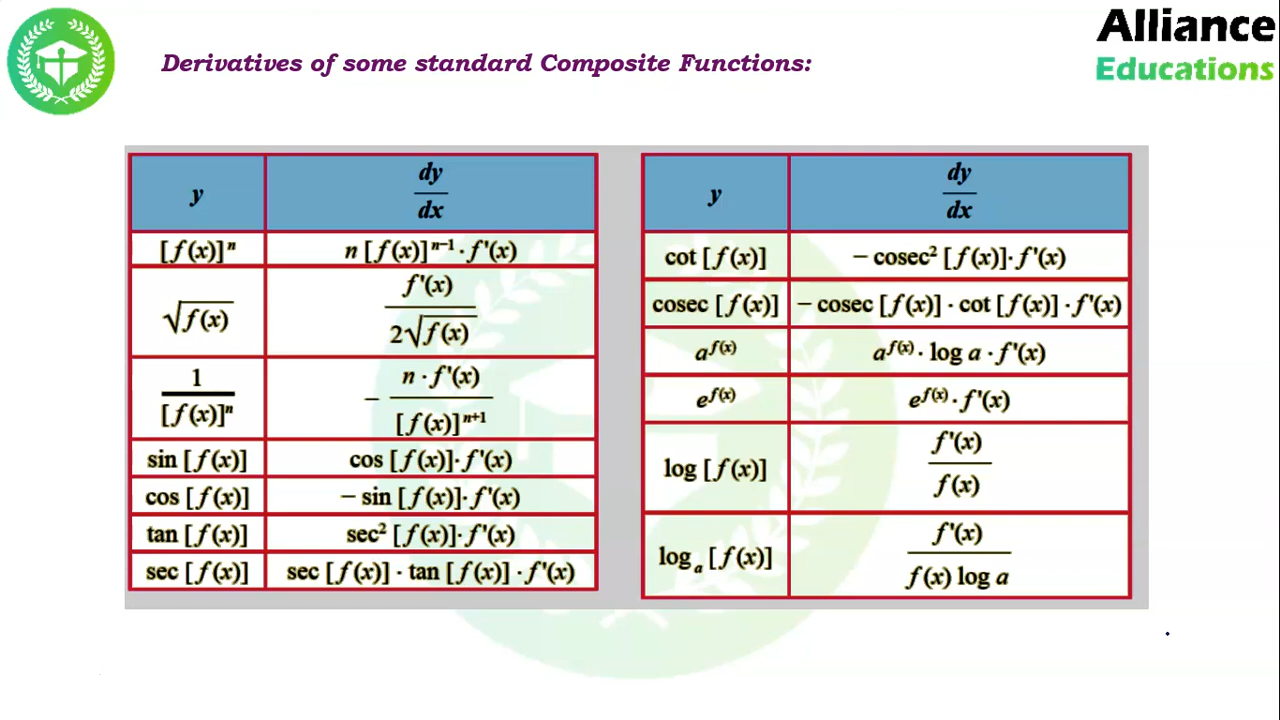 Alliance
Educations
Derivatives of some standard Composite Functions:
y dy/dx
[f(x)]ⁿ n [f(x)]ⁿ⁻¹ · f'(x)
√f(x) f'(x) / 2√f(x)
1 / [f(x)]ⁿ − n · f'(x) / [f(x)]ⁿ⁺¹
sin [f(x)] cos [f(x)]· f'(x)
cos [f(x)] − sin [f(x)]· f'(x)
tan [f(x)] sec² [f(x)]· f'(x)
sec [f(x)] sec [f(x)] · tan [f(x)] · f'(x)
y dy/dx
cot [f(x)] − cosec² [f(x)]· f'(x)
cosec [f(x)] − cosec [f(x)] · cot [f(x)] · f'(x)
a^f(x) a^f(x) · log a · f'(x)
e^f(x) e^f(x) · f'(x)
log [f(x)] f'(x) / f(x)
logₐ [f(x)] f'(x) / f(x) log a